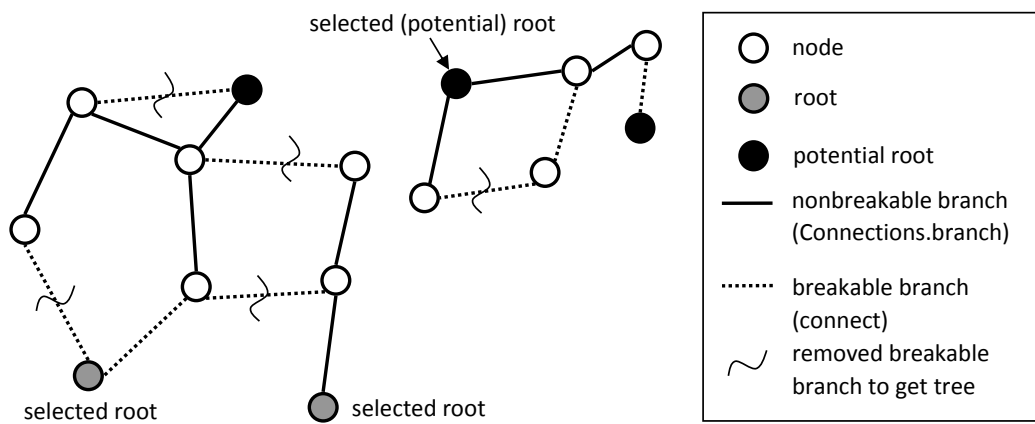 selected (potential) root
selected root
selected root
node
root
potential root
nonbreakable branch
(Connections.branch)
breakable branch
(connect)
removed breakable
branch to get tree